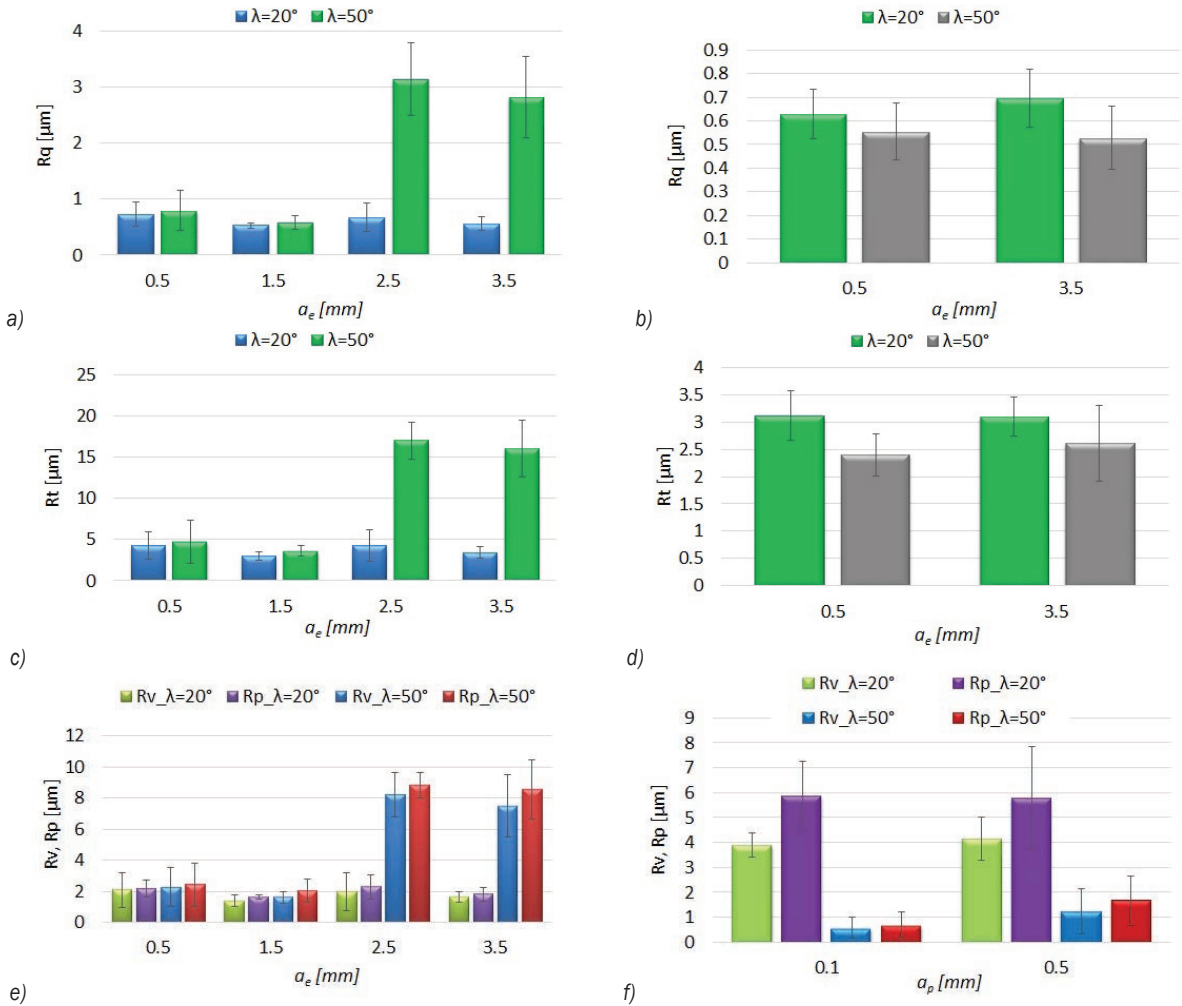 λ=20° λ=50°
4
3
2
1
0
Rq [µm]
0.5 1.5 2.5 3.5
a_e [mm]
a)
λ=20° λ=50°
0.9
0.8
0.7
0.6
0.5
0.4
0.3
0.2
0.1
0
Rq [µm]
0.5 3.5
a_e [mm]
b)
λ=20° λ=50°
25
20
15
10
5
0
Rt [µm]
0.5 1.5 2.5 3.5
a_e [mm]
c)
λ=20° λ=50°
4
3.5
3
2.5
2
1.5
1
0.5
0
Rt [µm]
0.5 3.5
a_e [mm]
d)
Rv_λ=20° Rp_λ=20° Rv_λ=50° Rp_λ=50°
12
10
8
6
4
2
0
Rv, Rp [µm]
0.5 1.5 2.5 3.5
a_e [mm]
e)
Rv_λ=20° Rp_λ=20°
Rv_λ=50° Rp_λ=50°
9
8
7
6
5
4
3
2
1
0
Rv, Rp [µm]
0.1 0.5
a_p [mm]
f)